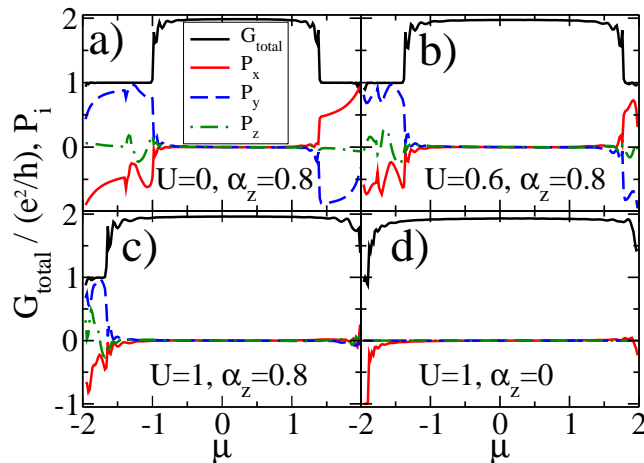 2
1
0
2
1
0
-1
G_total / (e²/h), P_i
a)
G_total
P_x
P_y
P_z
U=0, α_z=0.8
b)
U=0.6, α_z=0.8
c)
U=1, α_z=0.8
d)
U=1, α_z=0
-2 -1 0 1 -2 -1 0 1 2
μ μ